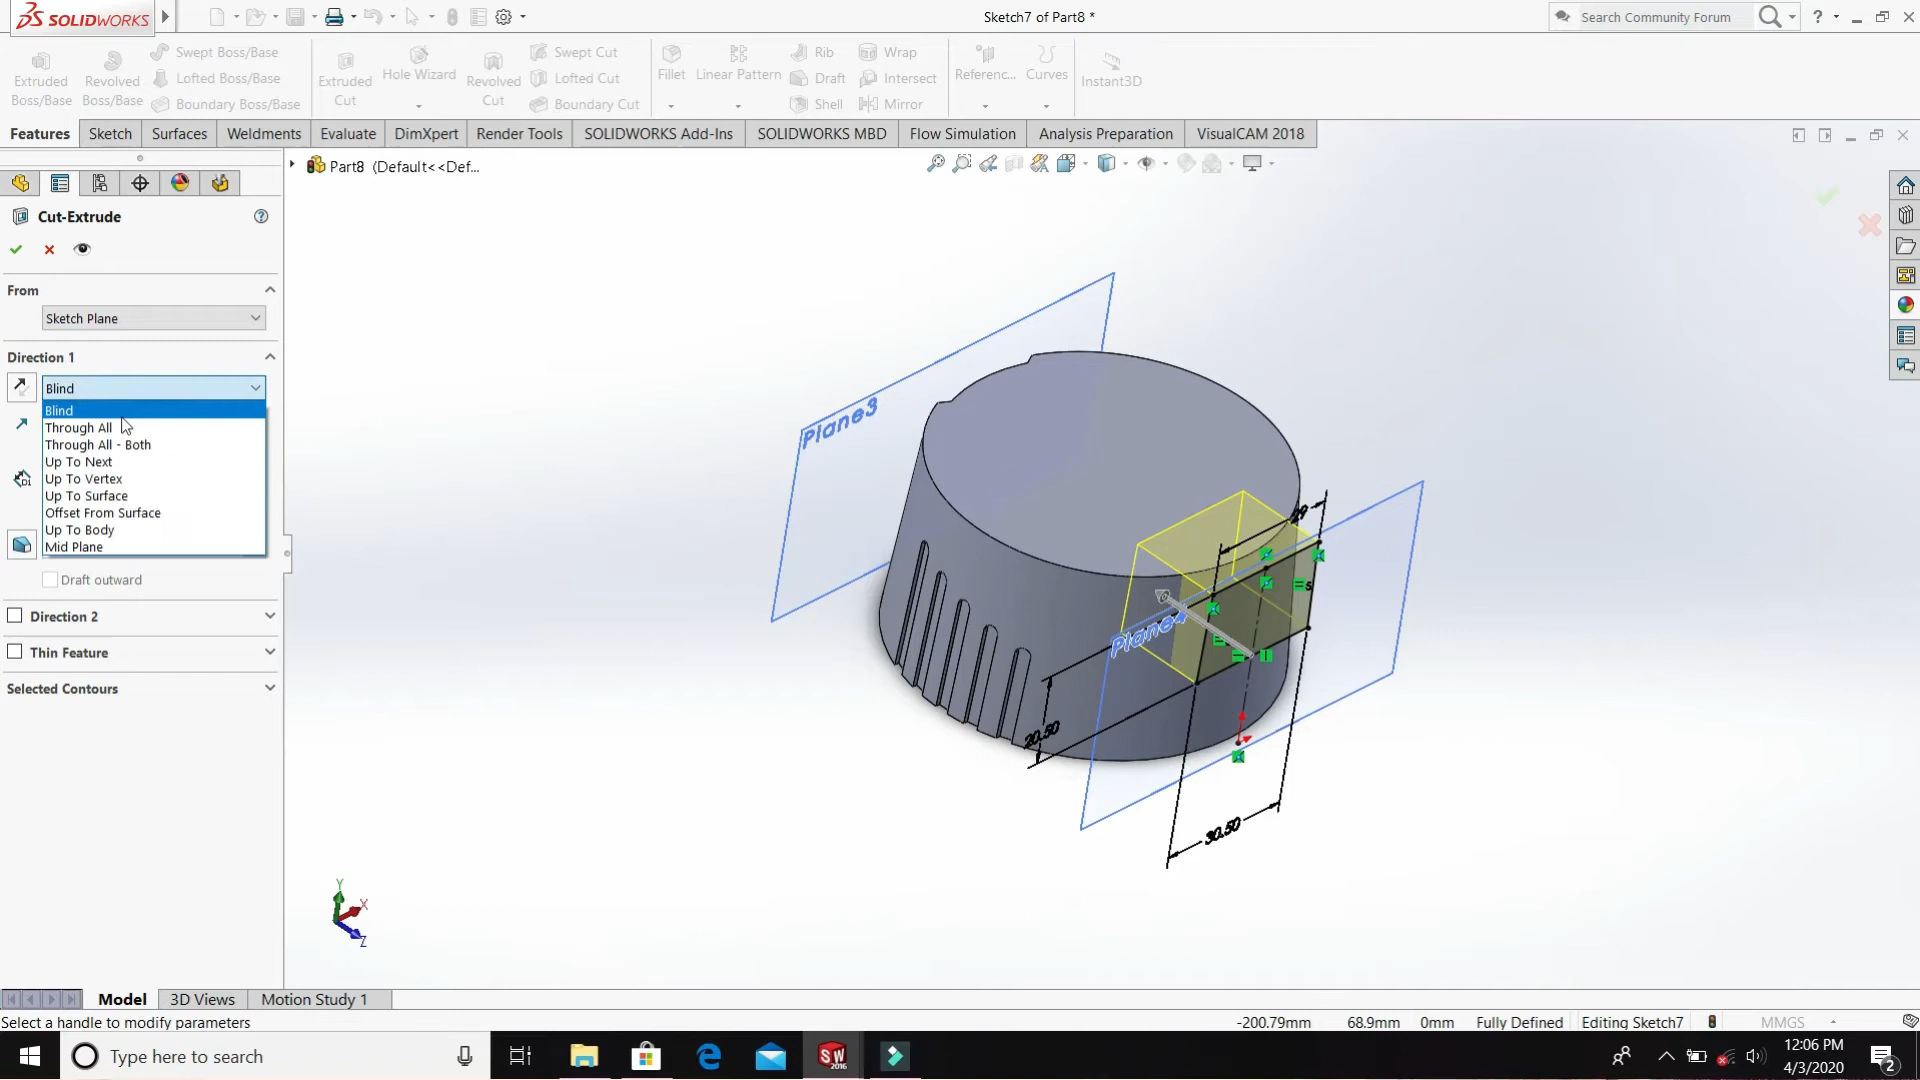 SOLIDWORKS
Sketch7 of Part8 *
Search Community Forum
Extruded Boss/Base
Revolved Boss/Base
Swept Boss/Base
Lofted Boss/Base
Boundary Boss/Base
Extruded Cut
Hole Wizard
Revolved Cut
Swept Cut
Lofted Cut
Boundary Cut
Fillet
Linear Pattern
Rib
Draft
Shell
Wrap
Intersect
Mirror
Referenc...
Curves
Instant3D
Features
Sketch
Surfaces
Weldments
Evaluate
DimXpert
Render Tools
SOLIDWORKS Add-Ins
SOLIDWORKS MBD
Flow Simulation
Analysis Preparation
VisualCAM 2018
Part8 (Default<<Def...
Cut-Extrude
From
Sketch Plane
Direction 1
Blind
Blind
Through All
Through All - Both
Up To Next
Up To Vertex
Up To Surface
Offset From Surface
Up To Body
Mid Plane
Draft outward
Direction 2
Thin Feature
Selected Contours
Plane3
Plane4
29
5
20.50
30.50
Y
X
Z
Model
3D Views
Motion Study 1
Select a handle to modify parameters
-200.79mm
68.9mm
0mm
Fully Defined
Editing Sketch7
MMGS
Type here to search
SW
2016
12:06 PM
4/3/2020
2